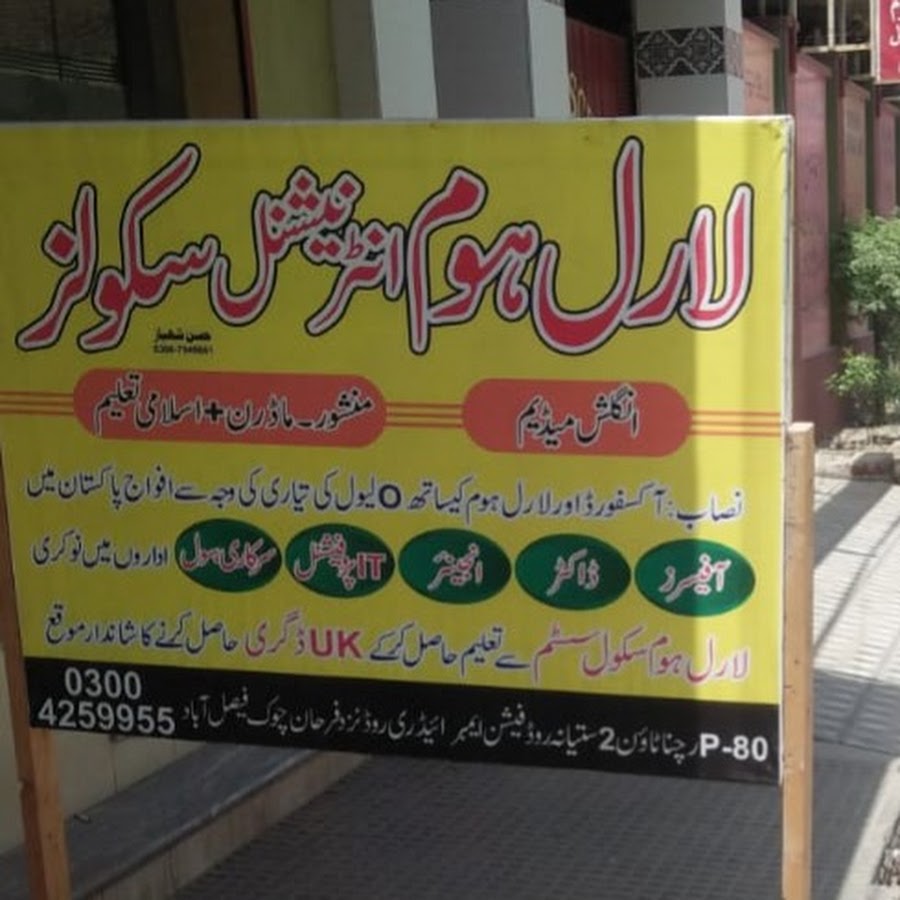 لارل ہوم انٹرنیشنل سکولز
حسن شہباز
انگلش میڈیم
منشور۔ ماڈرن + اسلامی تعلیم
نصاب: آکسفورڈ اور لارل ہوم کیساتھ O لیول کی تیاری کی وجہ سے افواج پاکستان میں
آفیسرز ڈاکٹر انجینئر IT پروفیشنل سرکاری سول اداروں میں نوکری
لارل ہوم سکول سسٹم سے تعلیم حاصل کر کے UK ڈگری حاصل کرنے کا شاندار موقع
P-80 رچنا ٹاؤن 2 ستیانہ روڈ فیشن ایمبر ائیڈری روڈ نزد فرحان چوک فیصل آباد
0300
4259955